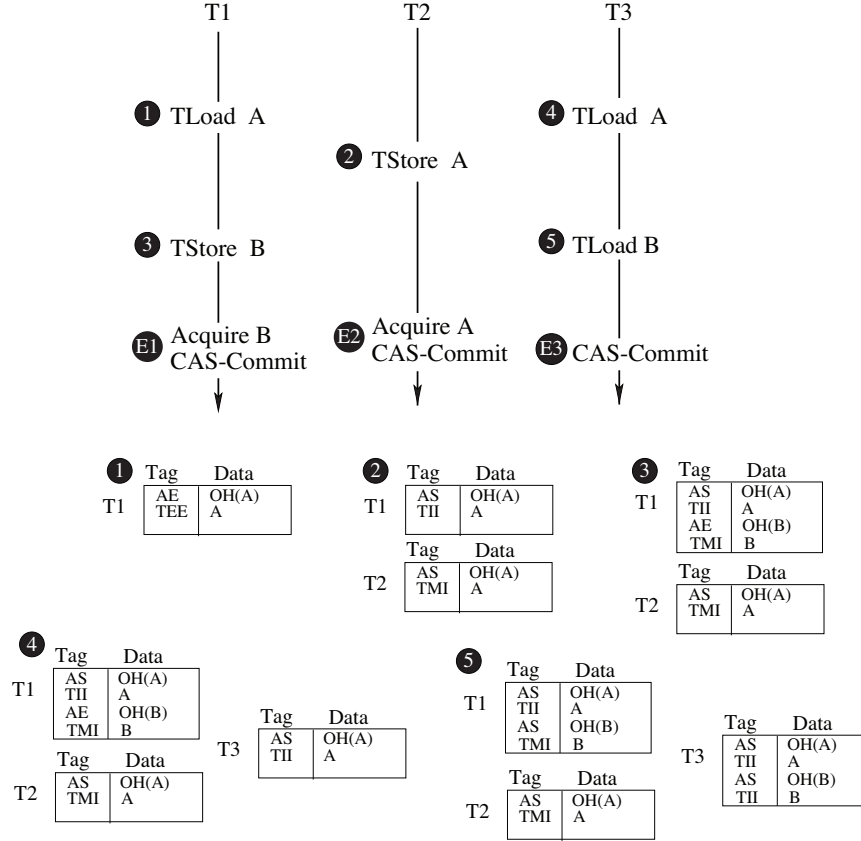 T1 T2 T3
1 TLoad A
4 TLoad A
2 TStore A
3 TStore B
5 TLoad B
E1 Acquire B
CAS-Commit
E2 Acquire A
CAS-Commit
E3 CAS-Commit
1
Tag Data
T1
AE OH(A)
TEE A
2
Tag Data
T1
AS OH(A)
TII A
Tag Data
T2
AS OH(A)
TMI A
3
Tag Data
T1
AS OH(A)
TII A
AE OH(B)
TMI B
Tag Data
T2
AS OH(A)
TMI A
4
Tag Data
T1
AS OH(A)
TII A
AE OH(B)
TMI B
Tag Data
T2
AS OH(A)
TMI A
Tag Data
T3
AS OH(A)
TII A
5
Tag Data
T1
AS OH(A)
TII A
AS OH(B)
TMI B
Tag Data
T2
AS OH(A)
TMI A
Tag Data
T3
AS OH(A)
TII A
AS OH(B)
TII B